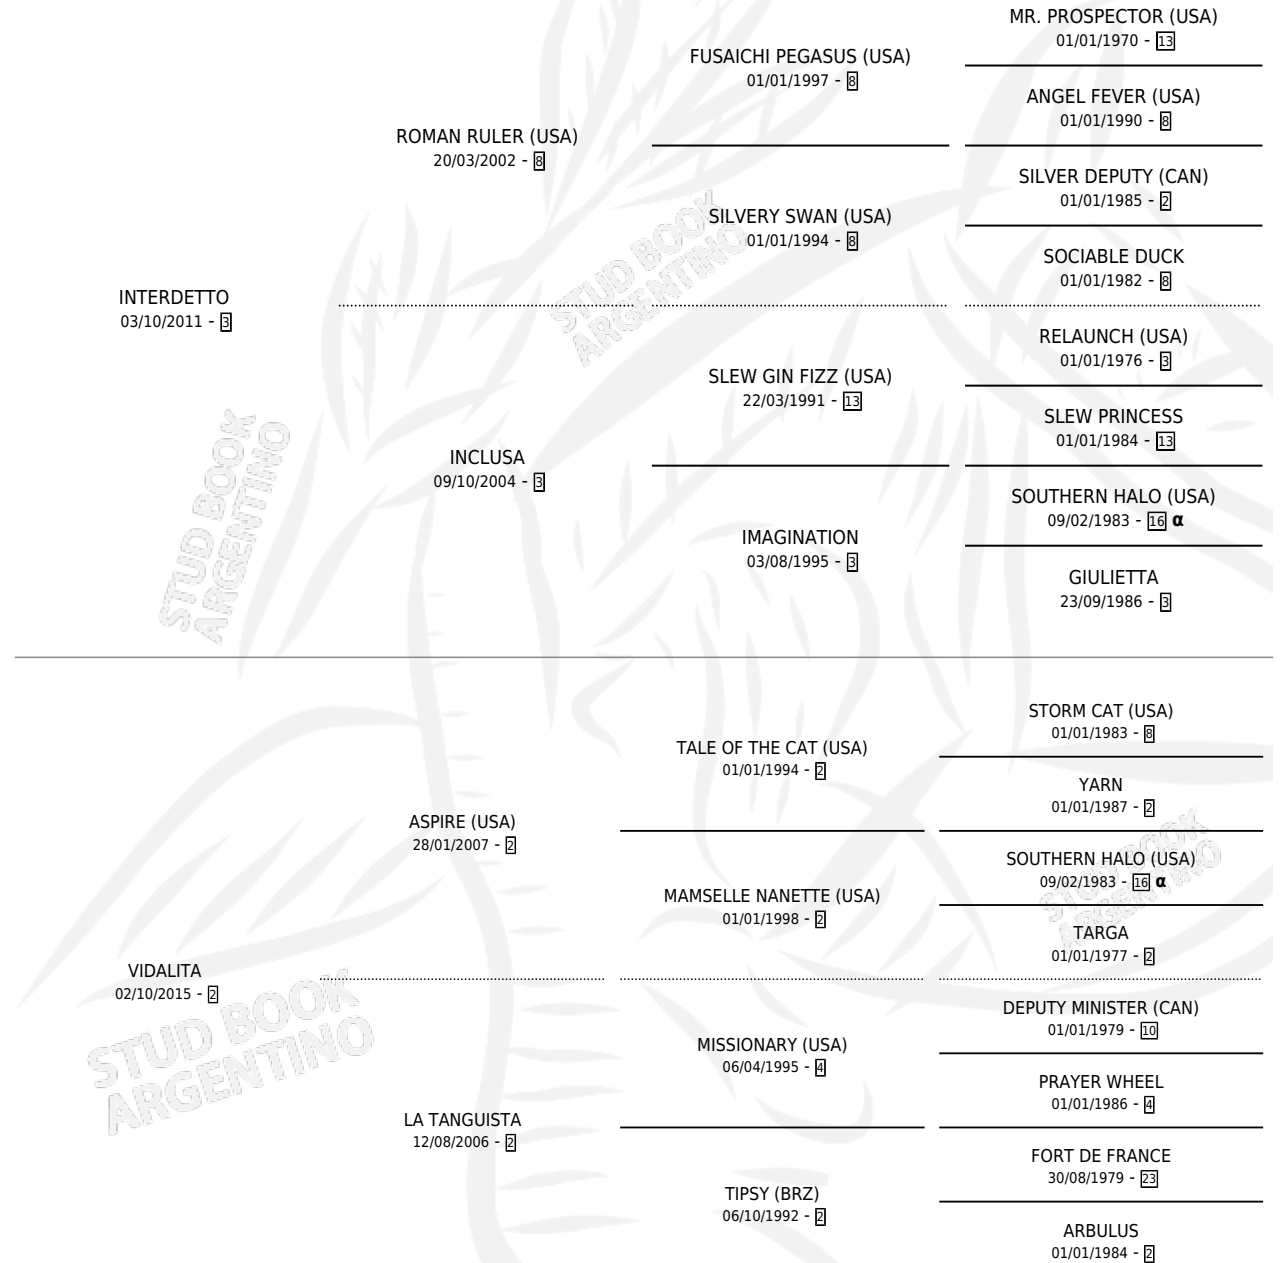 MR. PROSPECTOR (USA)
01/01/1970 - 13
FUSAICHI PEGASUS (USA)
01/01/1997 - 8
ANGEL FEVER (USA)
01/01/1990 - 8
ROMAN RULER (USA)
20/03/2002 - 8
SILVER DEPUTY (CAN)
01/01/1985 - 2
SILVERY SWAN (USA)
01/01/1994 - 8
SOCIABLE DUCK
01/01/1982 - 8
STUD BOOK
ARGENTINO
INTERDETTO
03/10/2011 - 3
RELAUNCH (USA)
01/01/1976 - 3
SLEW GIN FIZZ (USA)
22/03/1991 - 13
SLEW PRINCESS
01/01/1984 - 13
INCLUSA
09/10/2004 - 3
SOUTHERN HALO (USA)
09/02/1983 - 16 α
IMAGINATION
03/08/1995 - 3
GIULIETTA
23/09/1986 - 3
STUD BOOK
ARGENTINO
STORM CAT (USA)
01/01/1983 - 8
TALE OF THE CAT (USA)
01/01/1994 - 2
YARN
01/01/1987 - 2
ASPIRE (USA)
28/01/2007 - 2
SOUTHERN HALO (USA)
09/02/1983 - 16 α
MAMSELLE NANETTE (USA)
01/01/1998 - 2
TARGA
01/01/1977 - 2
STUD BOOK
ARGENTINO
VIDALITA
02/10/2015 - 2
DEPUTY MINISTER (CAN)
01/01/1979 - 10
MISSIONARY (USA)
06/04/1995 - 4
PRAYER WHEEL
01/01/1986 - 4
STUD BOOK
ARGENTINO
LA TANGUISTA
12/08/2006 - 2
FORT DE FRANCE
30/08/1979 - 23
TIPSY (BRZ)
06/10/1992 - 2
ARBULUS
01/01/1984 - 2